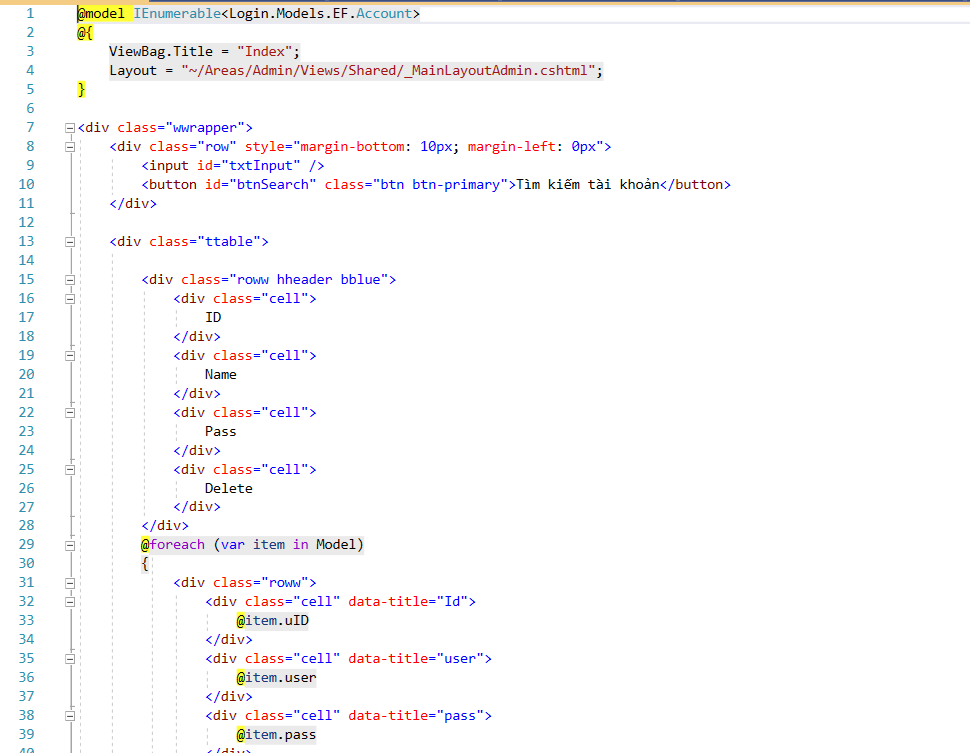 1 @model IEnumerable<Login.Models.EF.Account>
2 @{
3 ViewBag.Title = "Index";
4 Layout = "~/Areas/Admin/Views/Shared/_MainLayoutAdmin.cshtml";
5 }
6
7 <div class="wwrapper">
8 <div class="row" style="margin-bottom: 10px; margin-left: 0px">
9 <input id="txtInput" />
10 <button id="btnSearch" class="btn btn-primary">Tìm kiếm tài khoản</button>
11 </div>
12
13 <div class="ttable">
14
15 <div class="roww hheader bblue">
16 <div class="cell">
17 ID
18 </div>
19 <div class="cell">
20 Name
21 </div>
22 <div class="cell">
23 Pass
24 </div>
25 <div class="cell">
26 Delete
27 </div>
28 </div>
29 @foreach (var item in Model)
30 {
31 <div class="roww">
32 <div class="cell" data-title="Id">
33 @item.uID
34 </div>
35 <div class="cell" data-title="user">
36 @item.user
37 </div>
38 <div class="cell" data-title="pass">
39 @item.pass
40 </div>